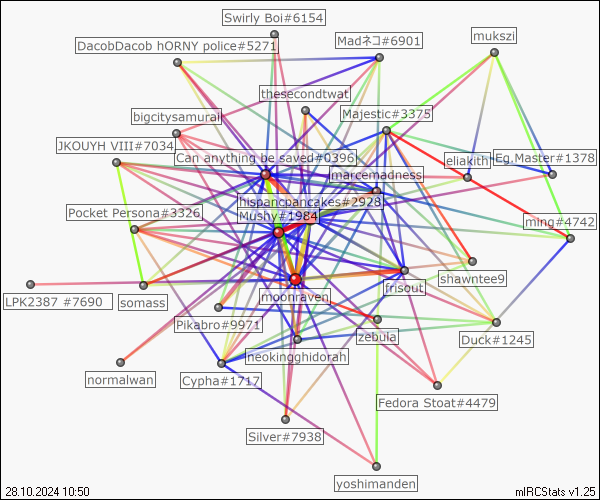 Swirly Boi#6154
DacobDacob hORNY police#5271
Madネコ#6901
mukszi
thesecondtwat
bigcitysamurai
Majestic#3375
JKOUYH VIII#7034
Can anything be saved#0396
eliakith
Eg.Master#1378
marcemadness
hispancpancakes#2928
Pocket Persona#3326
Mushy#1984
ming#4742
shawntee9
LPK2387 #7690
somass
moonraven
frisout
Pikabro#9971
zebula
Duck#1245
neokingghidorah
normalwan
Cypha#1717
Fedora Stoat#4479
Silver#7938
yoshimanden
28.10.2024 10:50
mIRCStats v1.25